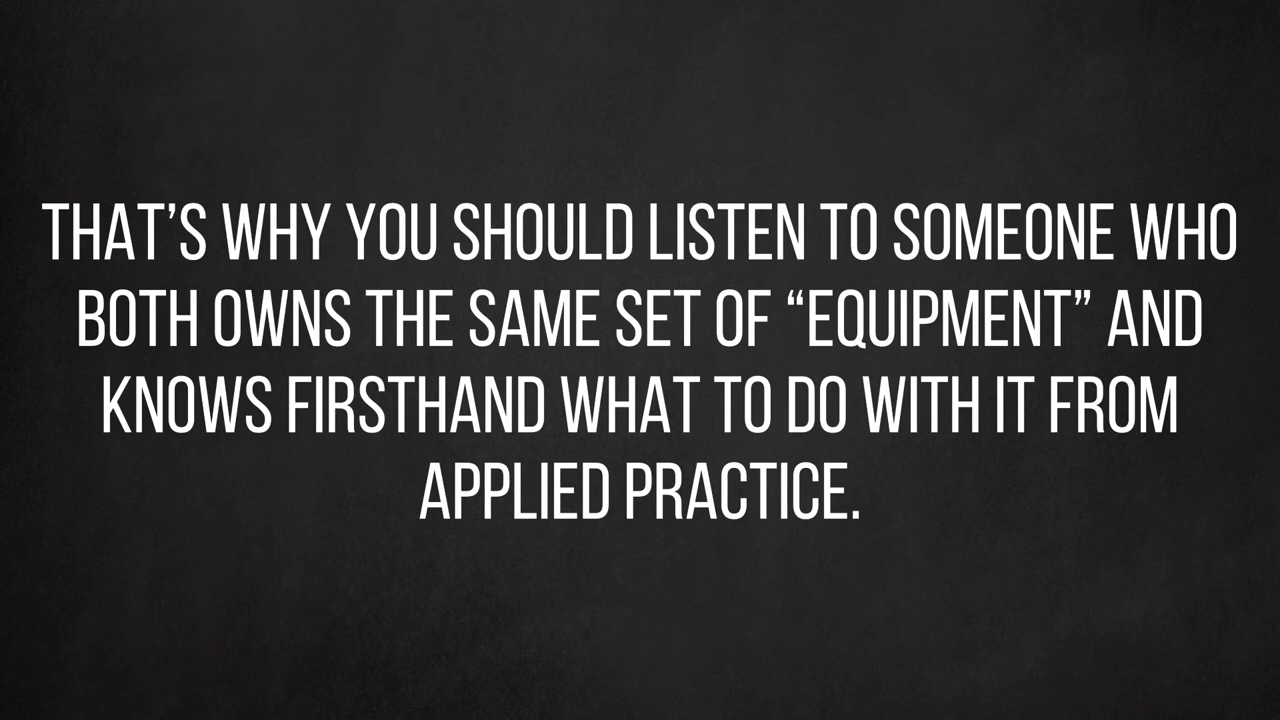 THAT’S WHY YOU SHOULD LISTEN TO SOMEONE WHO
BOTH OWNS THE SAME SET OF “EQUIPMENT” AND
KNOWS FIRSTHAND WHAT TO DO WITH IT FROM
APPLIED PRACTICE.